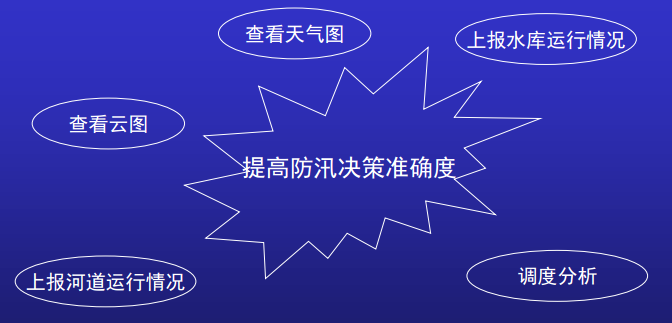 查看天气图
上报水库运行情况
查看云图
提高防汛决策准确度
上报河道运行情况
调度分析